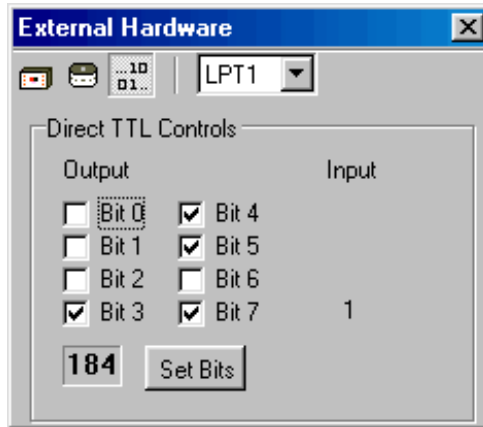 External Hardware
...10
01.. LPT1
Direct TTL Controls
Output Input
Bit 0 Bit 4
Bit 1 Bit 5
Bit 2 Bit 6
Bit 3 Bit 7 1
184 Set Bits